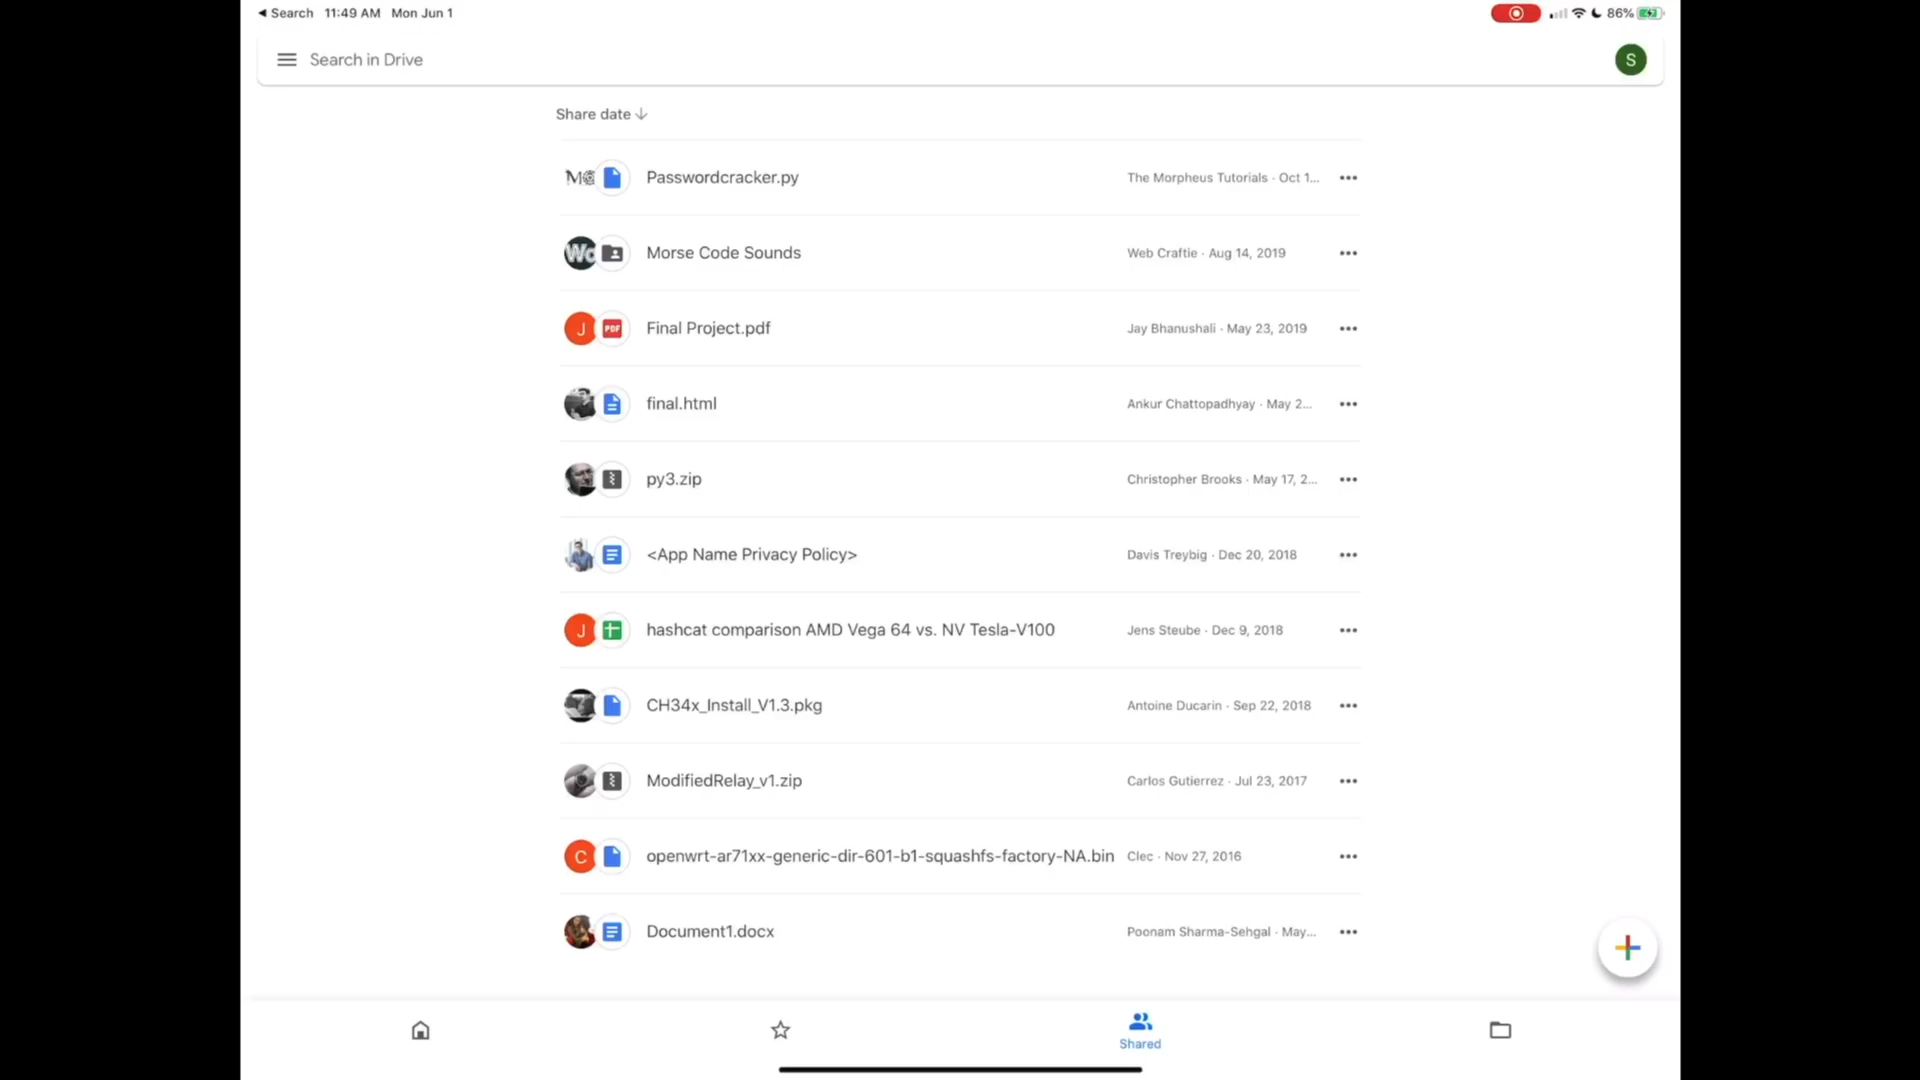 Search 11:49 AM Mon Jun 1 86%
Search in Drive S
Share date
Passwordcracker.py The Morpheus Tutorials · Oct 1...
Wc Morse Code Sounds Web Craftie · Aug 14, 2019
J PDF Final Project.pdf Jay Bhanushali · May 23, 2019
final.html Ankur Chattopadhyay · May 2...
py3.zip Christopher Brooks · May 17, 2...
<App Name Privacy Policy> Davis Treybig · Dec 20, 2018
J hashcat comparison AMD Vega 64 vs. NV Tesla-V100 Jens Steube · Dec 9, 2018
CH34x_Install_V1.3.pkg Antoine Ducarin · Sep 22, 2018
ModifiedRelay_v1.zip Carlos Gutierrez · Jul 23, 2017
C openwrt-ar71xx-generic-dir-601-b1-squashfs-factory-NA.bin Clec · Nov 27, 2016
Document1.docx Poonam Sharma-Sehgal · May...
Shared